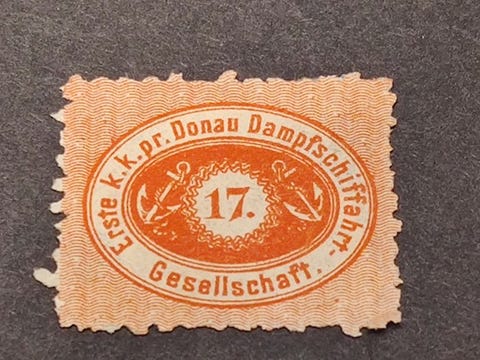 Erste k.k.pr. Donau Dampfschiffahrt-
17.
Gesellschaft.